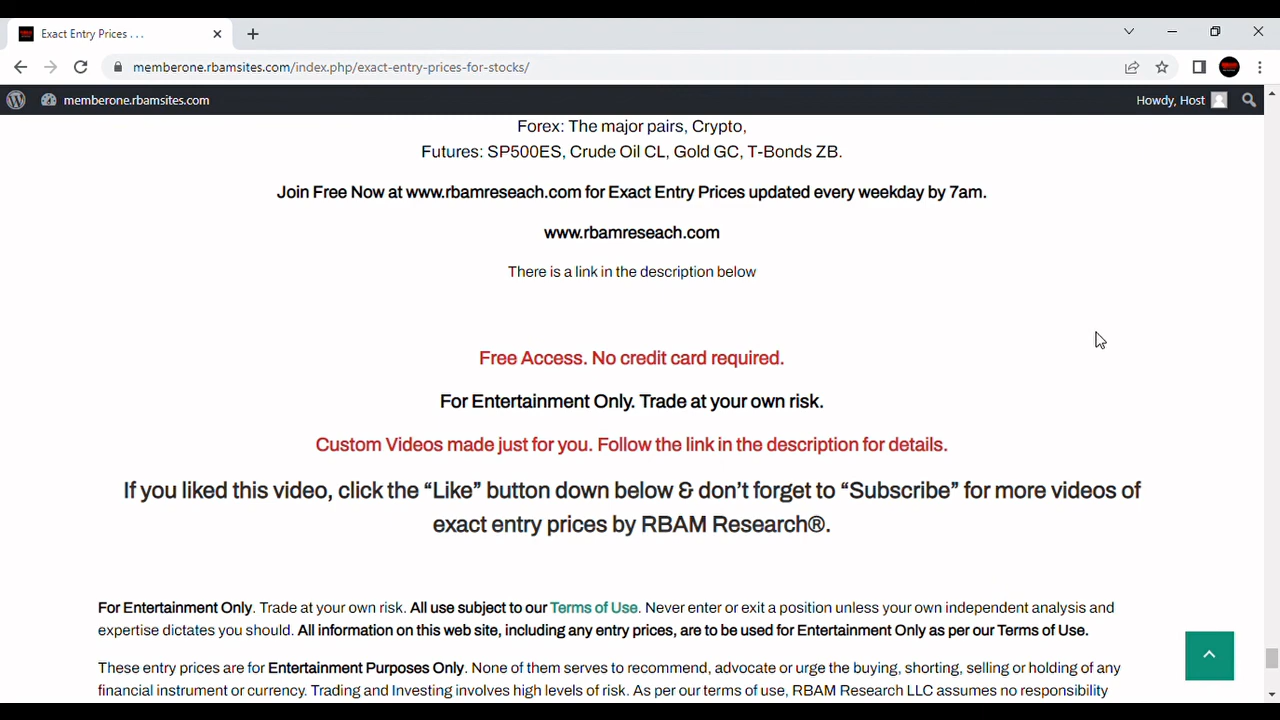 Exact Entry Prices . . .
memberone.rbamsites.com/index.php/exact-entry-prices-for-stocks/
memberone.rbamsites.com
Howdy, Host
Forex: The major pairs, Crypto,
Futures: SP500ES, Crude Oil CL, Gold GC, T-Bonds ZB.
Join Free Now at www.rbamreseach.com for Exact Entry Prices updated every weekday by 7am.
www.rbamreseach.com
There is a link in the description below
Free Access. No credit card required.
For Entertainment Only. Trade at your own risk.
Custom Videos made just for you. Follow the link in the description for details.
If you liked this video, click the “Like” button down below & don’t forget to “Subscribe” for more videos of
exact entry prices by RBAM Research®.
For Entertainment Only. Trade at your own risk. All use subject to our Terms of Use. Never enter or exit a position unless your own independent analysis and
expertise dictates you should. All information on this web site, including any entry prices, are to be used for Entertainment Only as per our Terms of Use.
These entry prices are for Entertainment Purposes Only. None of them serves to recommend, advocate or urge the buying, shorting, selling or holding of any
financial instrument or currency. Trading and Investing involves high levels of risk. As per our terms of use, RBAM Research LLC assumes no responsibility